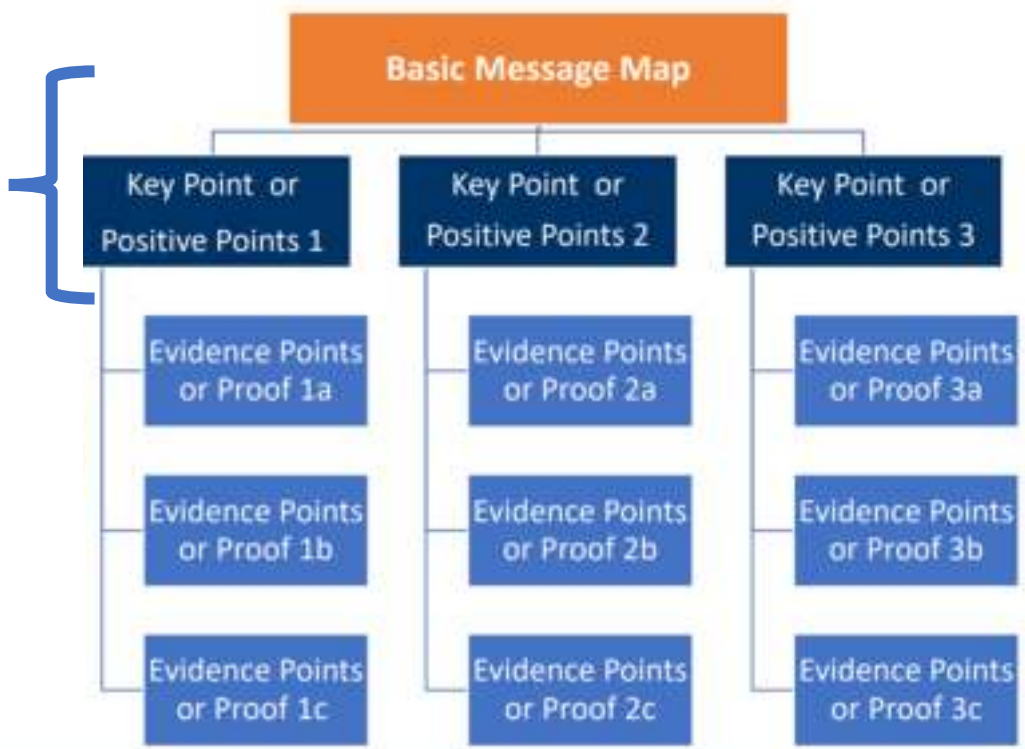 Basic Message Map
Key Point or
Positive Points 1
Key Point or
Positive Points 2
Key Point or
Positive Points 3
Evidence Points
or Proof 1a
Evidence Points
or Proof 2a
Evidence Points
or Proof 3a
Evidence Points
or Proof 1b
Evidence Points
or Proof 2b
Evidence Points
or Proof 3b
Evidence Points
or Proof 1c
Evidence Points
or Proof 2c
Evidence Points
or Proof 3c